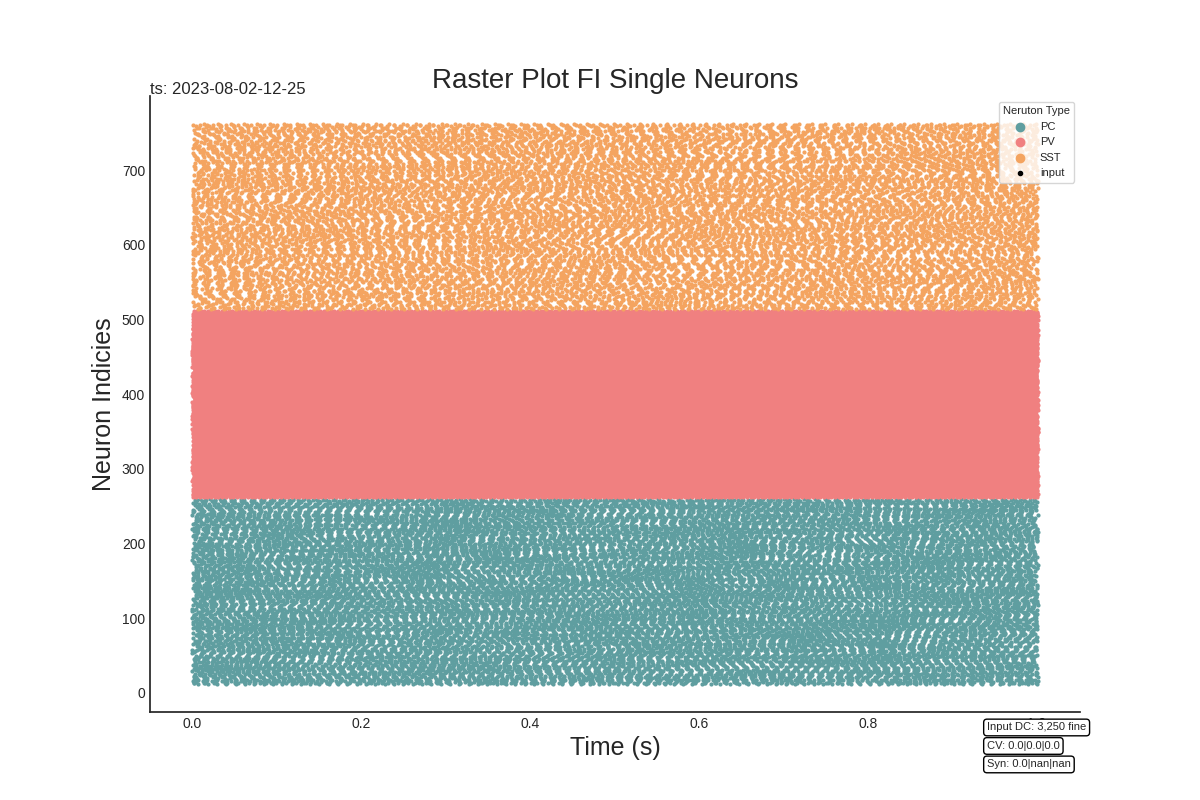 Raster Plot FI Single Neurons
ts: 2023-08-02-12-25
Neruton Type
PC
PV
SST
input
Neuron Indicies
700
600
500
400
300
200
100
0
0.0 0.2 0.4 0.6 0.8
Time (s)
Input DC: 3,250 fine
CV: 0.0|0.0|0.0
Syn: 0.0|nan|nan